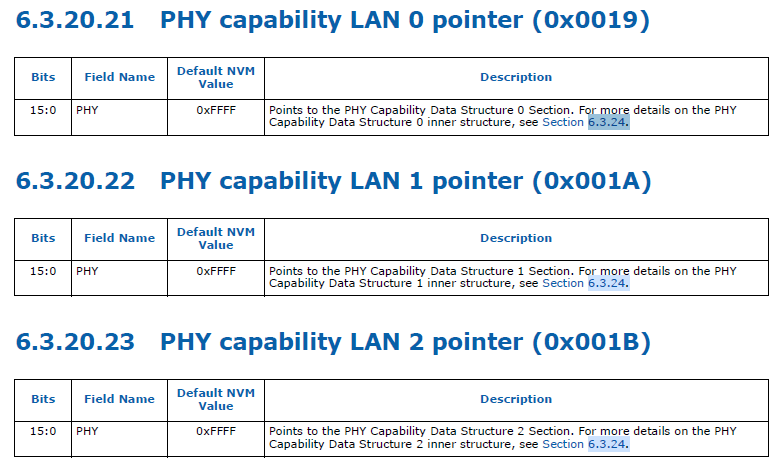 6.3.20.21 PHY capability LAN 0 pointer (0x0019)
Bits Field Name Default NVM Value Description
15:0 PHY 0xFFFF Points to the PHY Capability Data Structure 0 Section. For more details on the PHY
Capability Data Structure 0 inner structure, see Section 6.3.24.
6.3.20.22 PHY capability LAN 1 pointer (0x001A)
Bits Field Name Default NVM Value Description
15:0 PHY 0xFFFF Points to the PHY Capability Data Structure 1 Section. For more details on the PHY
Capability Data Structure 1 inner structure, see Section 6.3.24.
6.3.20.23 PHY capability LAN 2 pointer (0x001B)
Bits Field Name Default NVM Value Description
15:0 PHY 0xFFFF Points to the PHY Capability Data Structure 2 Section. For more details on the PHY
Capability Data Structure 2 inner structure, see Section 6.3.24.